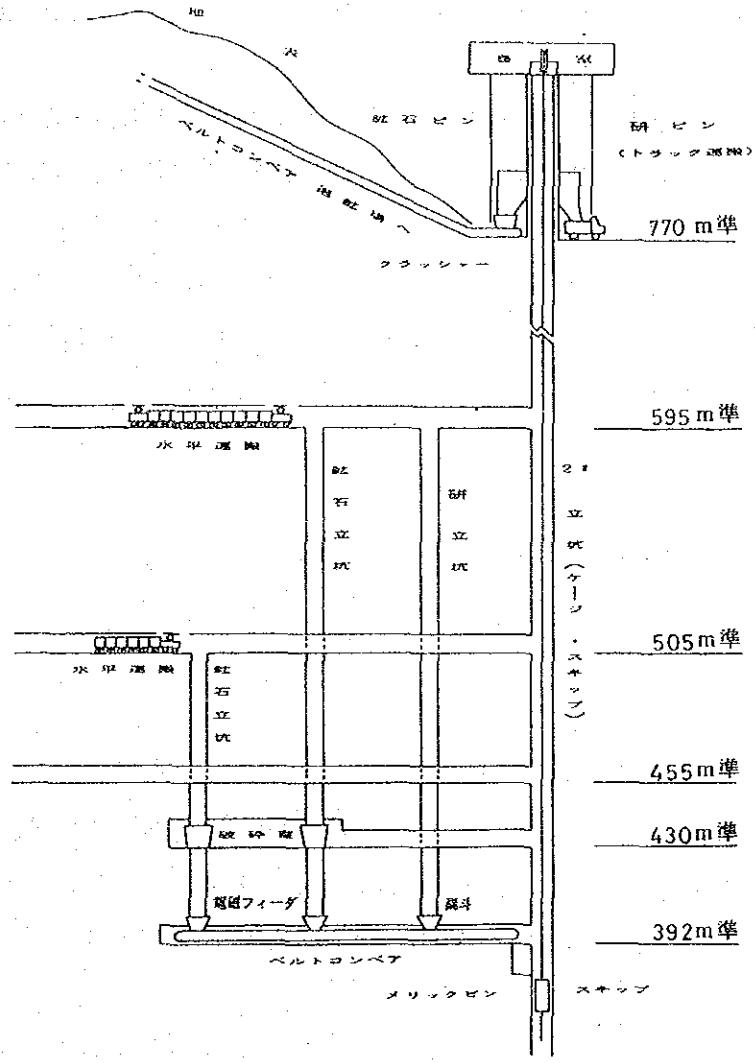 地表
鉱石ビン
研ビン
(トラック運搬)
ベルトコンベア 選鉱場へ
770m準
クラッシャー
595m準
水平運搬
鉱石立坑
研立坑
2# 立坑(ケージ・スキップ)
505m準
水平運搬
鉱石立坑
455m準
破砕室
430m準
電磁フィーダ
漏斗
392m準
ベルトコンベア
メリックビン
スキップ